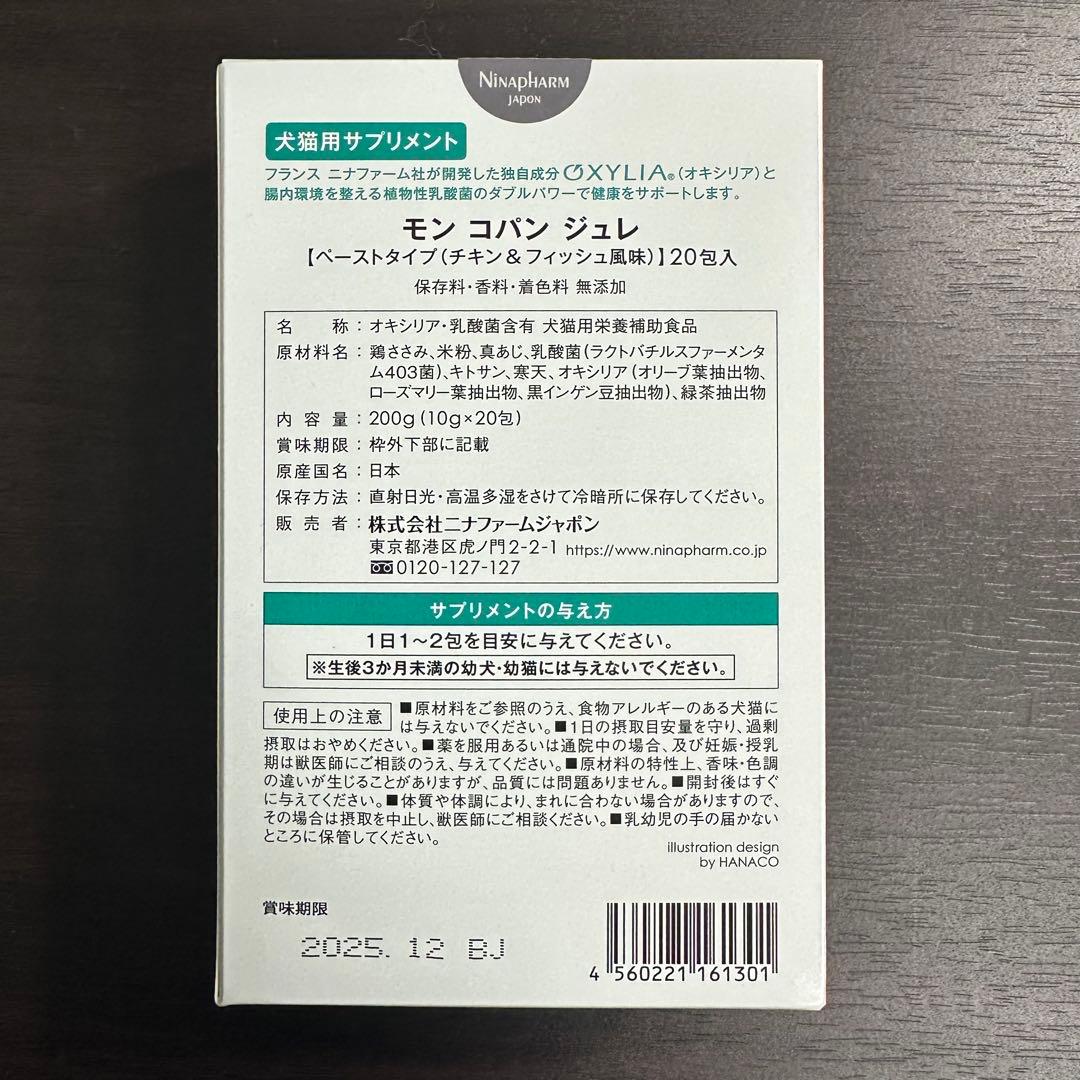 NINAPHARM
JAPON
犬猫用サプリメント
フランス ニナファーム社が開発した独自成分OXYLIA®(オキシリア)と
腸内環境を整える植物性乳酸菌のダブルパワーで健康をサポートします。
モン コパン ジュレ
【ペーストタイプ(チキン&フィッシュ風味)】20包入
保存料・香料・着色料 無添加
名称:オキシリア・乳酸菌含有 犬猫用栄養補助食品
原材料名:鶏ささみ、米粉、真あじ、乳酸菌(ラクトバチルスファーメンタ
ム403菌)、キトサン、寒天、オキシリア(オリーブ葉抽出物、
ローズマリー葉抽出物、黒インゲン豆抽出物)、緑茶抽出物
内容量:200g(10g×20包)
賞味期限:枠外下部に記載
原産国名:日本
保存方法:直射日光・高温多湿をさけて冷暗所に保存してください。
販売者:株式会社ニナファームジャポン
東京都港区虎ノ門2-2-1 https://www.ninapharm.co.jp
0120-127-127
サプリメントの与え方
1日1〜2包を目安に与えてください。
※生後3か月未満の幼犬・幼猫には与えないでください。
使用上の注意 ■原材料をご参照のうえ、食物アレルギーのある犬猫に
は与えないでください。■1日の摂取目安量を守り、過剰
摂取はおやめください。■薬を服用あるいは通院中の場合、及び妊娠・授乳
期は獣医師にご相談のうえ、与えてください。■原材料の特性上、香味・色調
の違いが生じることがありますが、品質には問題ありません。■開封後はすぐ
に与えてください。■体質や体調により、まれに合わない場合がありますので、
その場合は摂取を中止し、獣医師にご相談ください。■乳幼児の手の届かない
ところに保管してください。
illustration design
by HANACO
賞味期限
2025. 12 BJ
4 560221 161301